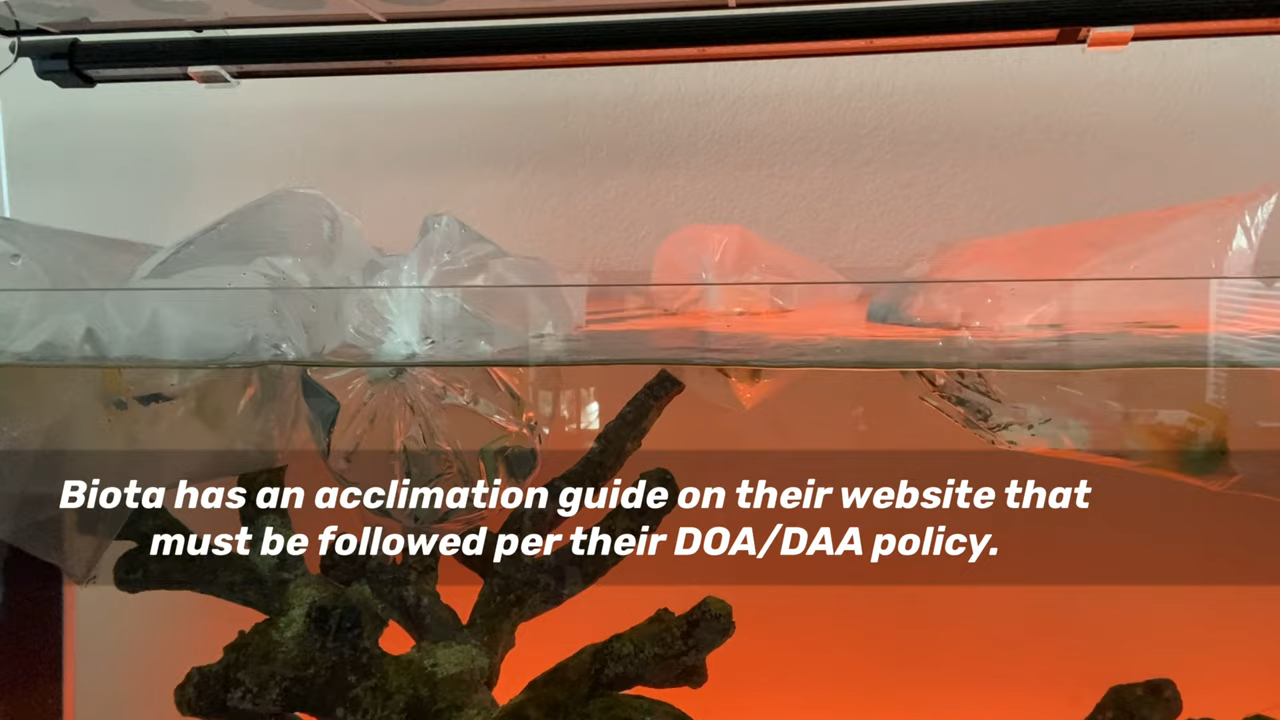 Biota has an acclimation guide on their website that
must be followed per their DOA/DAA policy.